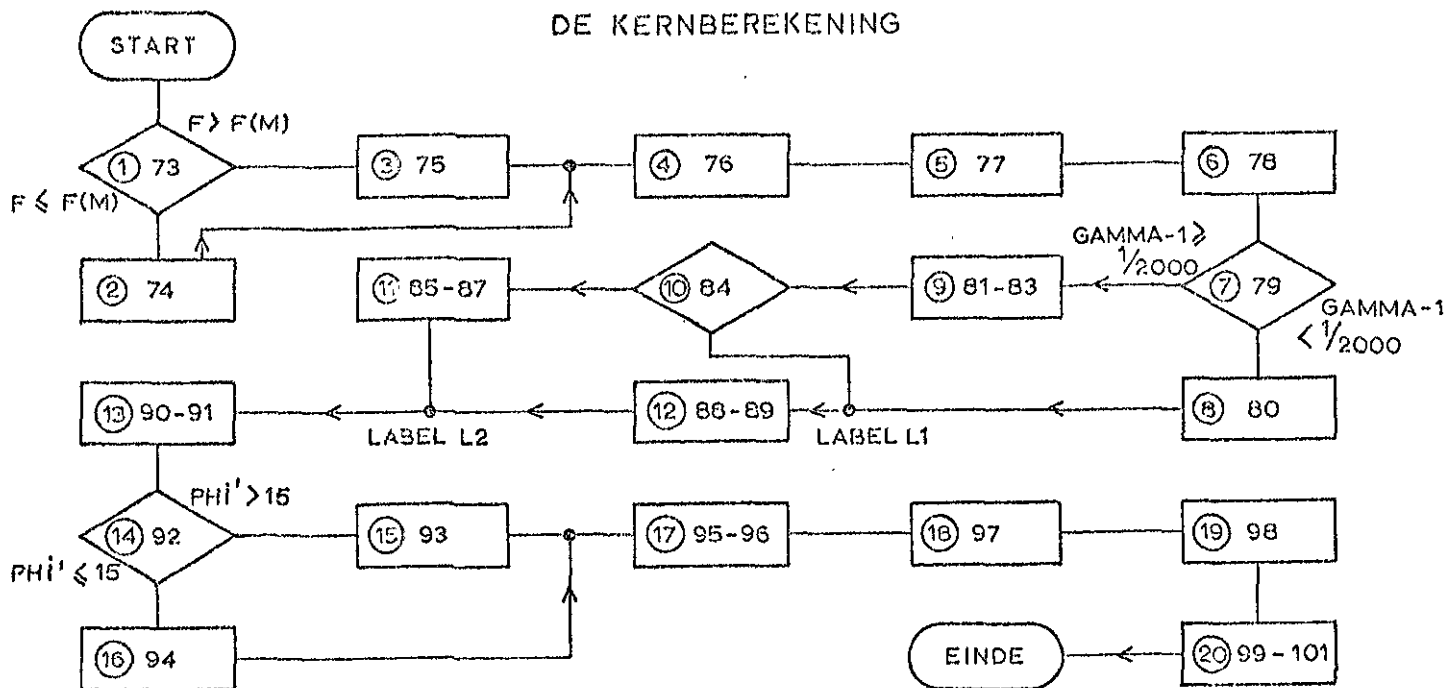 DE KERNBEREKENING
START
F > F(M)
① 73
③ 75
④ 76
⑤ 77
⑥ 78
F ≤ F(M)
② 74
GAMMA-1 ≥
1/2000
⑪ 85-87
⑩ 84
⑨ 81-83
⑦ 79
GAMMA-1
< 1/2000
⑬ 90-91
⑫ 88-89
⑧ 80
LABEL L2
LABEL L1
PHi' > 15
⑭ 92
⑮ 93
⑰ 95-96
⑱ 97
⑲ 98
PHi' ≤ 15
⑯ 94
EINDE
⑳ 99-101